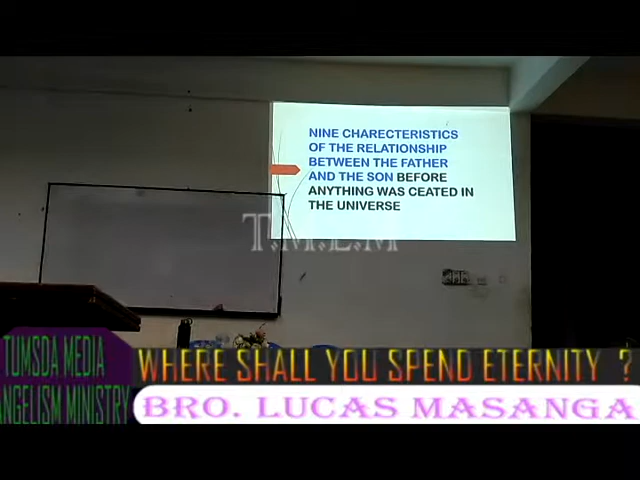 NINE CHARECTERISTICS
OF THE RELATIONSHIP
BETWEEN THE FATHER
AND THE SON BEFORE
ANYTHING WAS CEATED IN
THE UNIVERSE
T.M.E.M
TUMSDA MEDIA
ANGELISM MINISTRY
WHERE SHALL YOU SPEND ETERNITY ?
BRO. LUCAS MASANGA